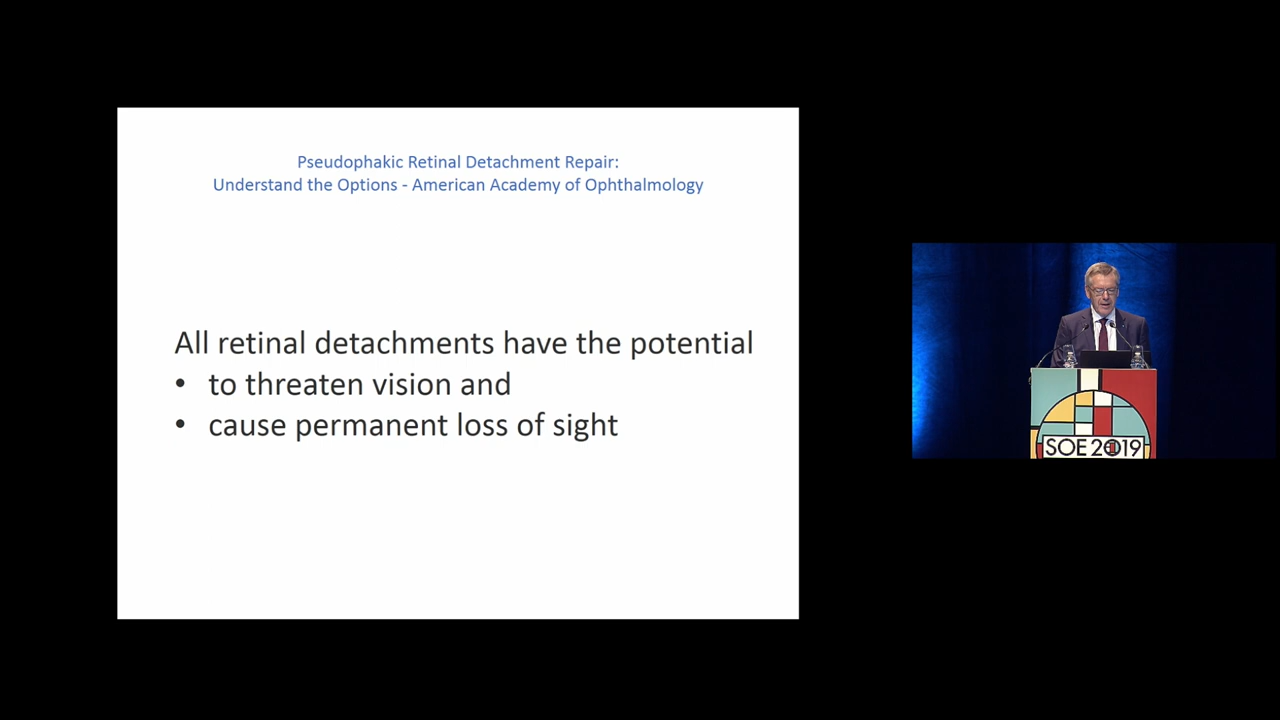 Pseudophakic Retinal Detachment Repair:
Understand the Options - American Academy of Ophthalmology
All retinal detachments have the potential
• to threaten vision and
• cause permanent loss of sight
SOE 2019